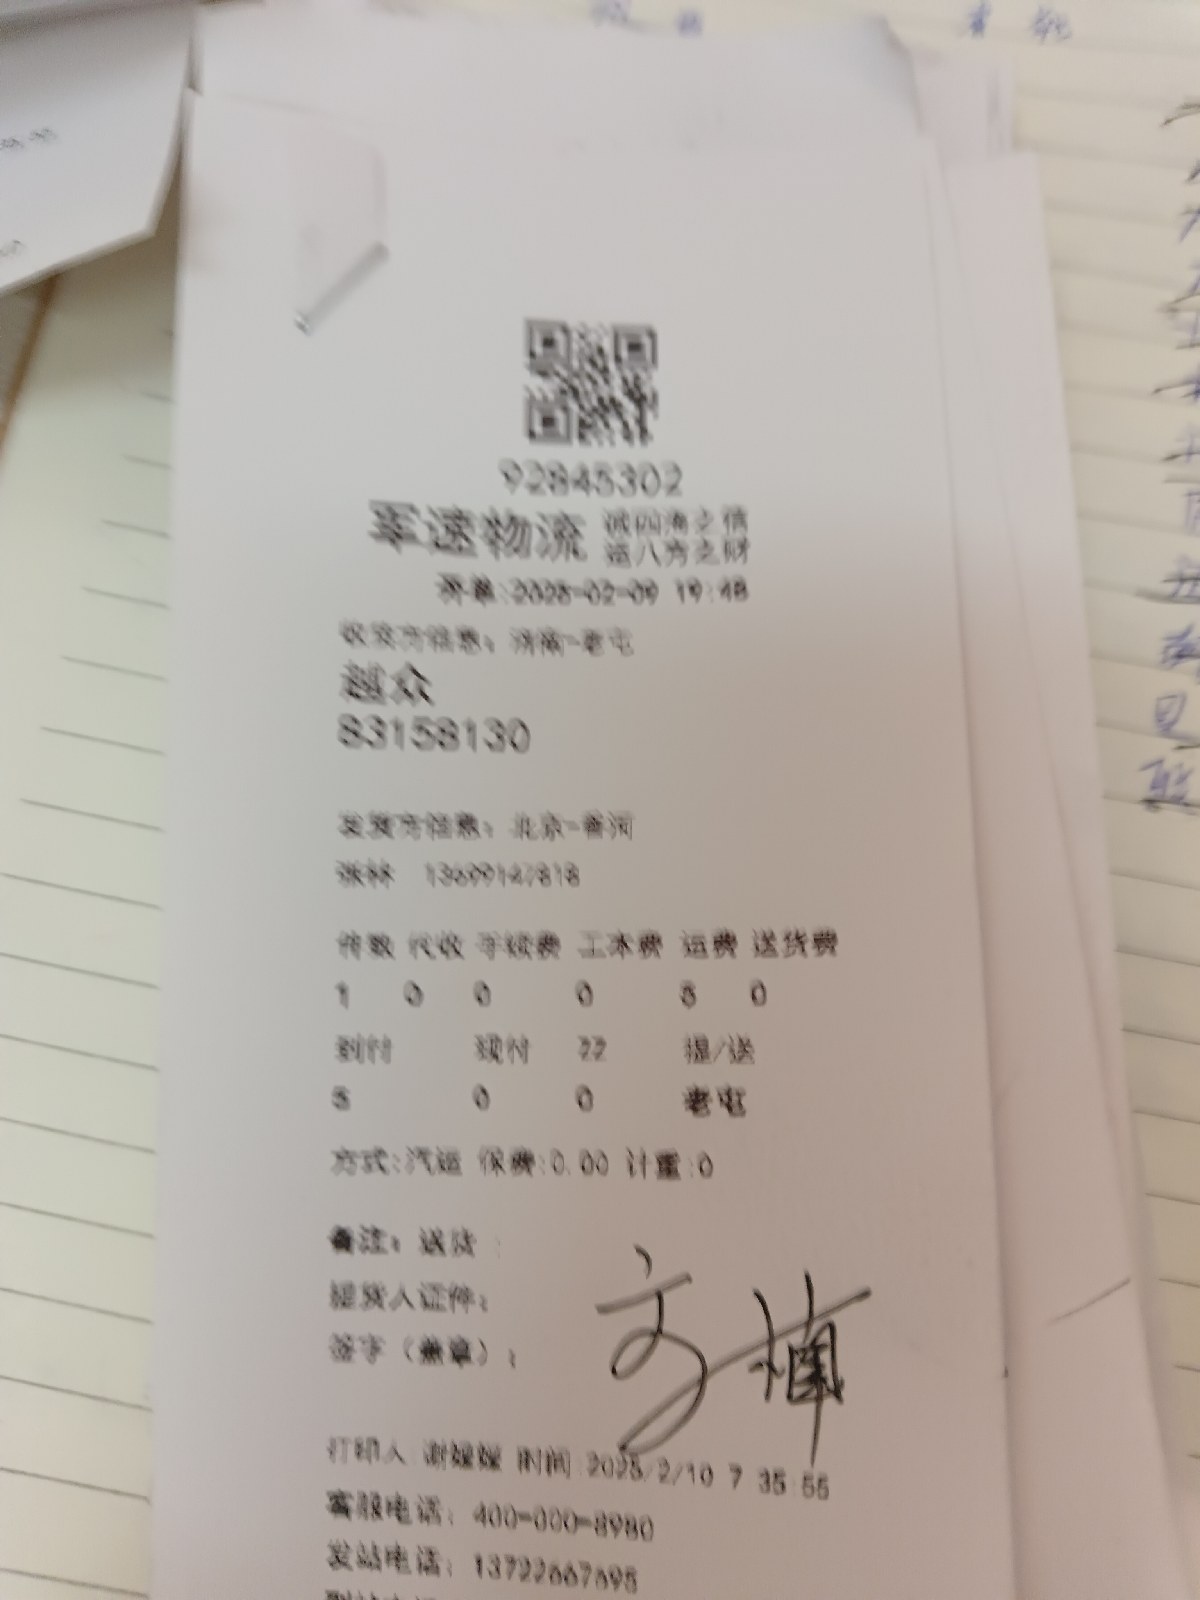 92845302
军速物流 诚四海之信
运八方之财
开单:2025-02-09 19:48
收货方信息：济南-老屯
越众
83158130
发货方信息：北京-香河
张林 13699147818
件数 代收 手续费 工本费 运费 送货费
1 0 0 0 5 0
到付 现付 提/送
5 0 0 老屯
方式:汽运 保费:0.00 计重:0
备注：送货
提货人证件：
签字（盖章）：
打印人 谢媛媛 时间 2025/2/10 7:35:55
客服电话：400-000-8980
发站电话：13722667695